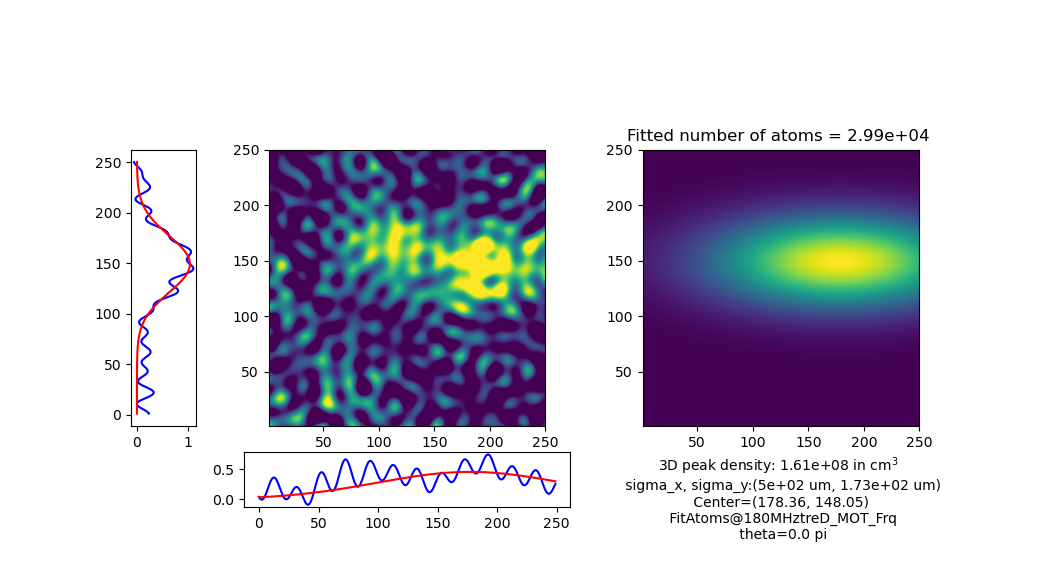 Fitted number of atoms = 2.99e+04
250
200
150
100
50
0
0 1
250
200
150
100
50
50 100 150 200 250
250
200
150
100
50
50 100 150 200 250
0.5
0.0
0 50 100 150 200 250
3D peak density: 1.61e+08 in cm³
sigma_x, sigma_y:(5e+02 um, 1.73e+02 um)
Center=(178.36, 148.05)
FitAtoms@180MHztreD_MOT_Frq
theta=0.0 pi